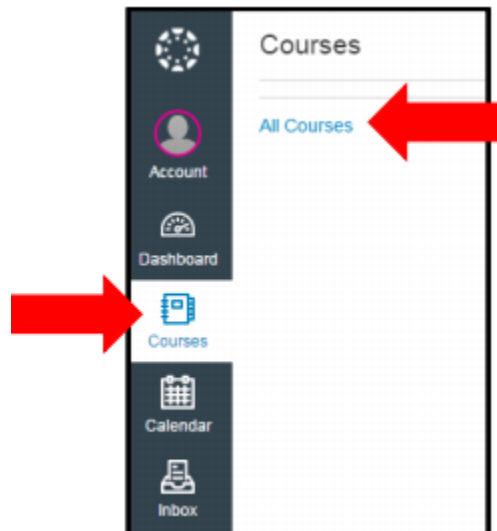 Courses
All Courses
Account
Dashboard
Courses
Calendar
Inbox